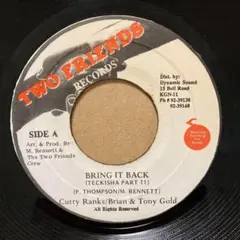 TWO FRIENDS
RECORDS
Dist. by:
Dynamic Sound
15 Bell Road
KGN-11
Ph # 92-39138
92-39168
SIDE A
Arr. & Prod. By
M. Bennett &
The Two Friends
Crew
BRING IT BACK
(TECKISHA PART 11)
(P. THOMPSON/M. BENNETT)
Curry Ranks/Brian & Tony Gold
All Rights Reserved